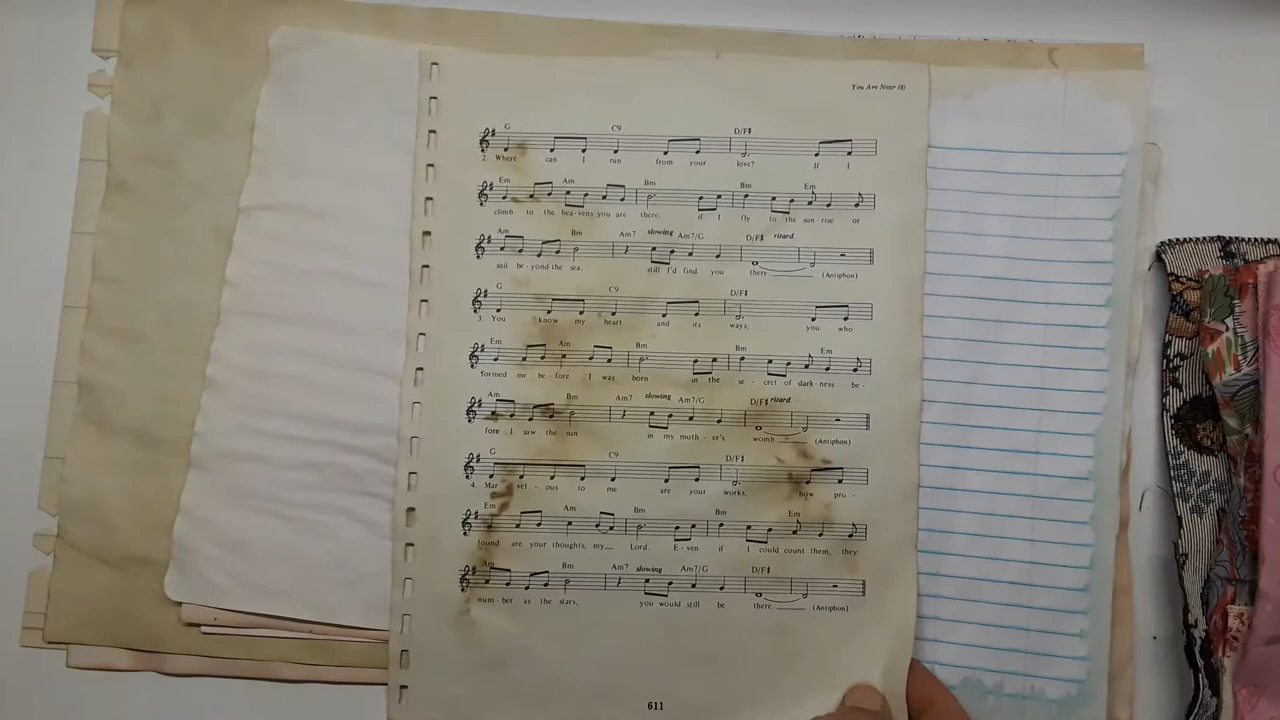 You Are Near (8)
G C9 D/F♯
2. Where can I run from your love? If I
Em Am Bm Bm Em
climb to the hea-vens you are there; if I fly to the sun-rise or
Am Bm Am7 slowing Am7/G D/F♯ ritard.
sail be-yond the sea, still I'd find you there. (Antiphon)
G C9 D/F♯
3. You know my heart and its ways, you who
Em Am Bm Bm Em
formed me be-fore I was born in the se-cret of dark-ness be-
Am Bm Am7 slowing Am7/G D/F♯ ritard.
fore I saw the sun in my moth-er's womb. (Antiphon)
G C9 D/F♯
4. Mar-vel-ous to me are your works; how pro-
Em Am Bm Bm Em
found are your thoughts, my Lord. E-ven if I could count them, they
Am Bm Am7 slowing Am7/G D/F♯
num-ber as the stars, you would still be there. (Antiphon)
611